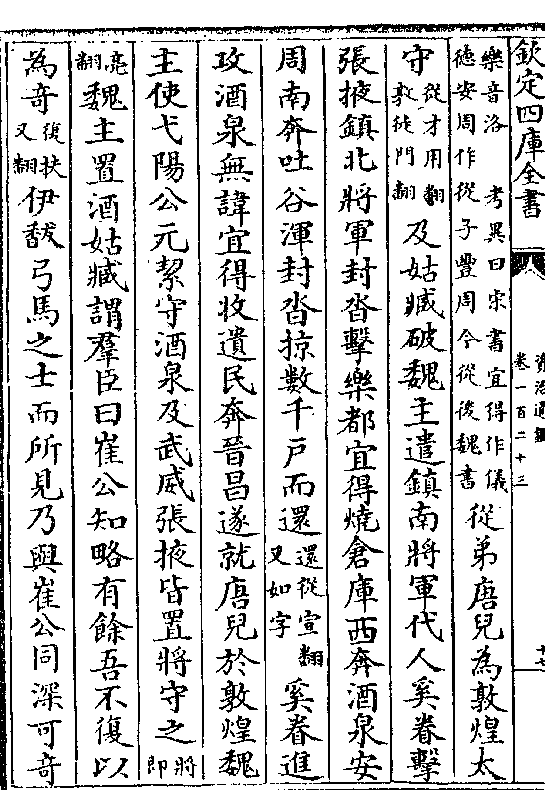 欽定四庫全書
資治通鑑
卷一百二十三
十七
樂音洛　考異曰宋書宜得作儀
徳安周作從子豐周今從後魏書
從弟唐兒為敦煌太
守從才用翻
敦徒門翻及姑臧破魏主遣鎮南將軍代人奚眷擊
張掖鎮北將軍封沓擊樂都宜得燒倉庫西奔酒泉安
周南奔吐谷渾封沓掠數千戶而還還從宣翻
又如字奚眷進
攻酒泉無諱宜得收遺民奔晉昌遂就唐兒於敦煌魏
主使弋陽公元絜守酒泉及武威張掖皆置將守之將
即
亮
翻魏主置酒姑臧謂羣臣曰崔公知略有餘吾不復以
為奇復扶
又翻伊馛弓馬之士而所見乃與崔公同深可奇